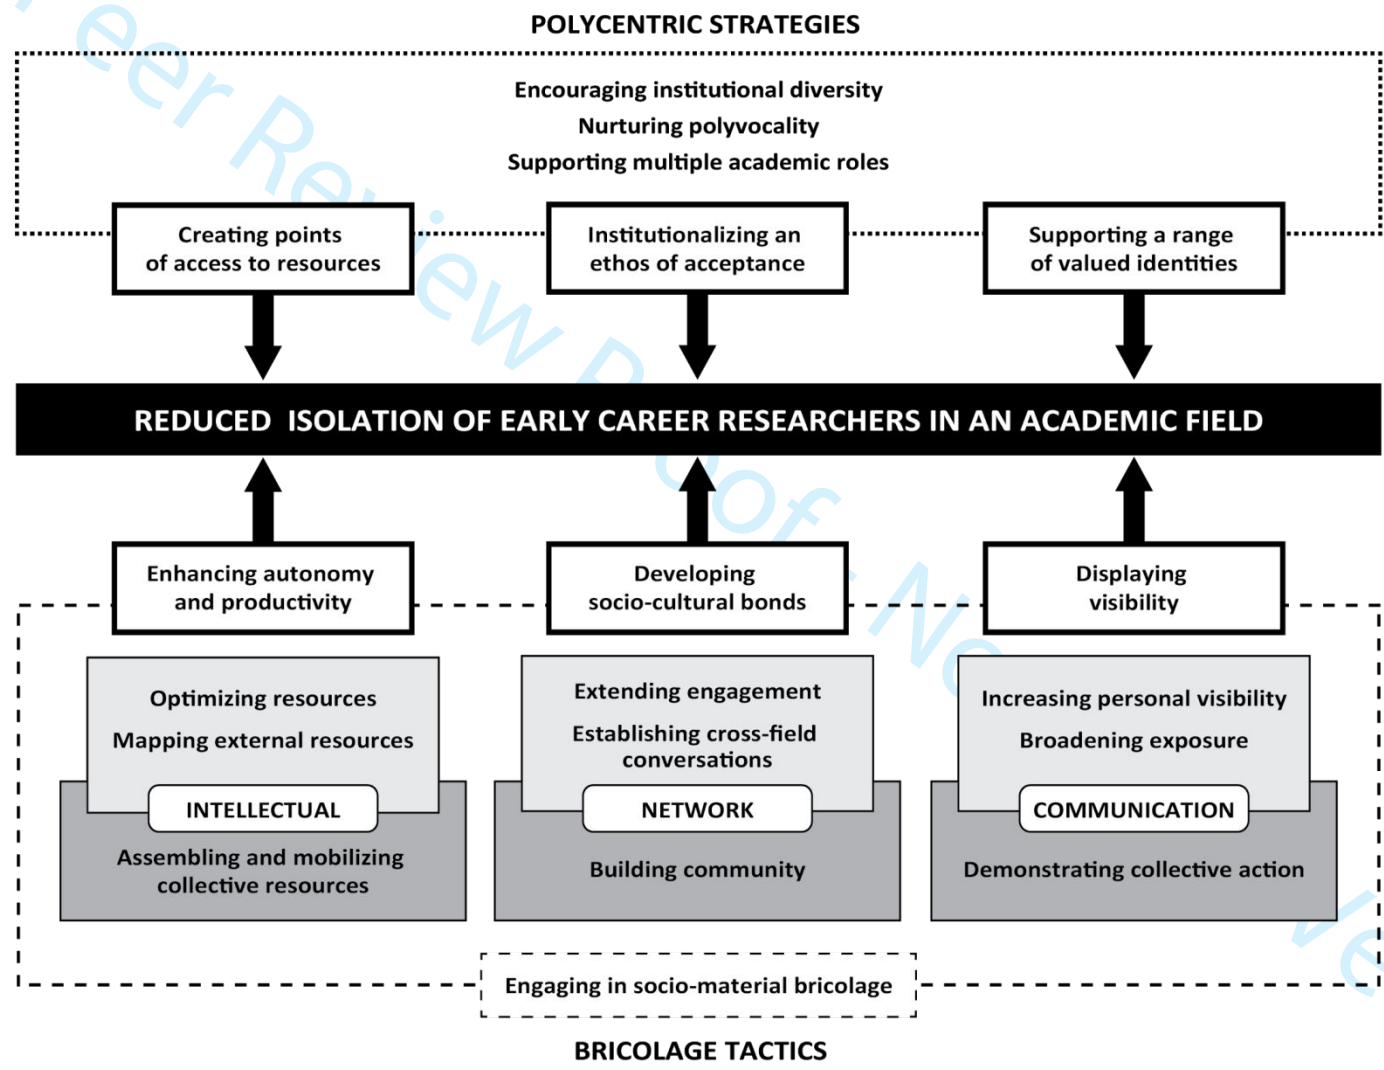 POLYCENTRIC STRATEGIES
Encouraging institutional diversity
Nurturing polyvocality
Supporting multiple academic roles
Creating points
of access to resources
Institutionalizing an
ethos of acceptance
Supporting a range
of valued identities
REDUCED ISOLATION OF EARLY CAREER RESEARCHERS IN AN ACADEMIC FIELD
Enhancing autonomy
and productivity
Developing
socio-cultural bonds
Displaying
visibility
Optimizing resources
Mapping external resources
INTELLECTUAL
Assembling and mobilizing
collective resources
Extending engagement
Establishing cross-field
conversations
NETWORK
Building community
Increasing personal visibility
Broadening exposure
COMMUNICATION
Demonstrating collective action
Engaging in socio-material bricolage
BRICOLAGE TACTICS
Review Proof